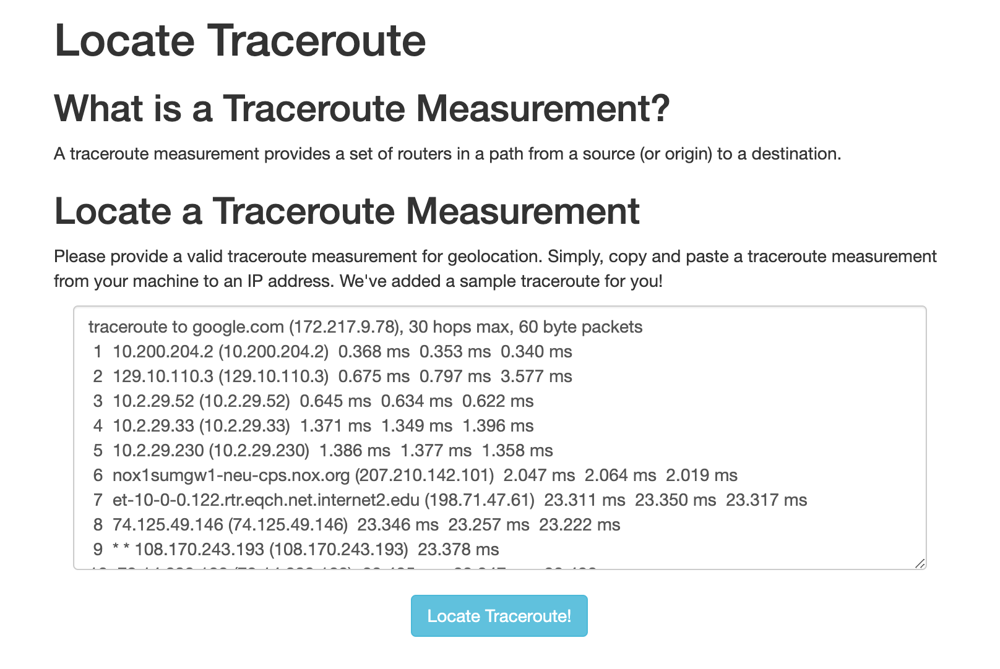 Locate Traceroute
What is a Traceroute Measurement?
A traceroute measurement provides a set of routers in a path from a source (or origin) to a destination.
Locate a Traceroute Measurement
Please provide a valid traceroute measurement for geolocation. Simply, copy and paste a traceroute measurement
from your machine to an IP address. We've added a sample traceroute for you!
traceroute to google.com (172.217.9.78), 30 hops max, 60 byte packets
1 10.200.204.2 (10.200.204.2) 0.368 ms 0.353 ms 0.340 ms
2 129.10.110.3 (129.10.110.3) 0.675 ms 0.797 ms 3.577 ms
3 10.2.29.52 (10.2.29.52) 0.645 ms 0.634 ms 0.622 ms
4 10.2.29.33 (10.2.29.33) 1.371 ms 1.349 ms 1.396 ms
5 10.2.29.230 (10.2.29.230) 1.386 ms 1.377 ms 1.358 ms
6 nox1sumgw1-neu-cps.nox.org (207.210.142.101) 2.047 ms 2.064 ms 2.019 ms
7 et-10-0-0.122.rtr.eqch.net.internet2.edu (198.71.47.61) 23.311 ms 23.350 ms 23.317 ms
8 74.125.49.146 (74.125.49.146) 23.346 ms 23.257 ms 23.222 ms
9 * * 108.170.243.193 (108.170.243.193) 23.378 ms
Locate Traceroute!